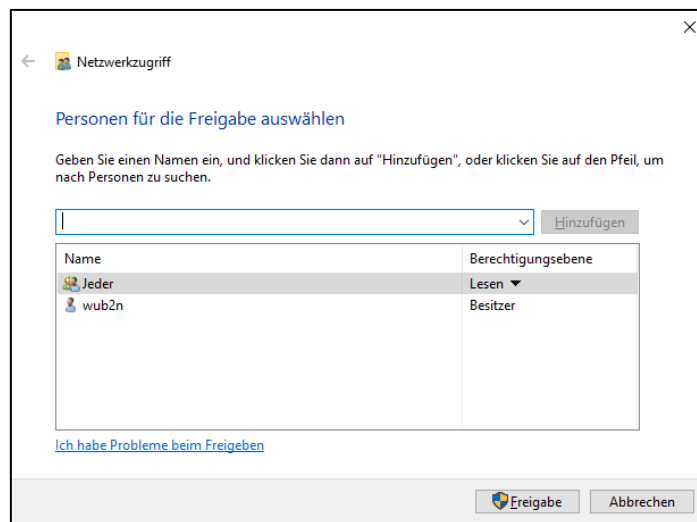 Netzwerkzugriff
Personen für die Freigabe auswählen
Geben Sie einen Namen ein, und klicken Sie dann auf "Hinzufügen", oder klicken Sie auf den Pfeil, um
nach Personen zu suchen.
Hinzufügen
Name Berechtigungsebene
Jeder Lesen
wub2n Besitzer
Ich habe Probleme beim Freigeben
Freigabe Abbrechen